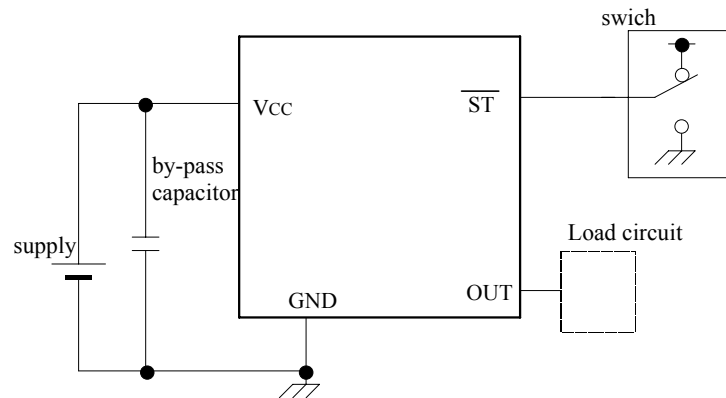 swich
VCC
ST
by-pass
capacitor
supply
Load circuit
GND
OUT